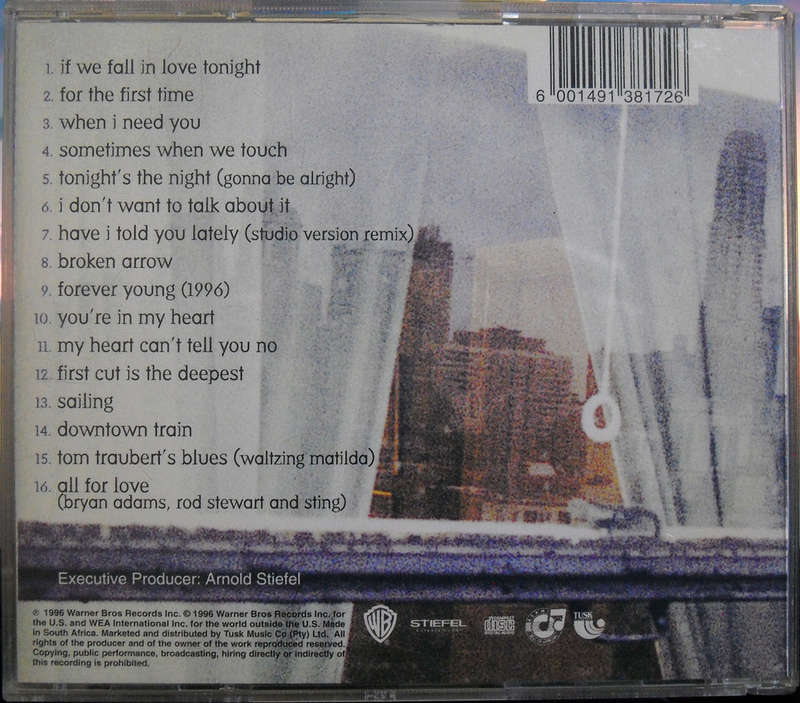 6 001491 381726
1. if we fall in love tonight
2. for the first time
3. when i need you
4. sometimes when we touch
5. tonight's the night (gonna be alright)
6. i don't want to talk about it
7. have i told you lately (studio version remix)
8. broken arrow
9. forever young (1996)
10. you're in my heart
11. my heart can't tell you no
12. first cut is the deepest
13. sailing
14. downtown train
15. tom traubert's blues (waltzing matilda)
16. all for love
(bryan adams, rod stewart and sting)
Executive Producer: Arnold Stiefel
℗ 1996 Warner Bros Records Inc. © 1996 Warner Bros Records Inc. for
the U.S. and WEA International Inc. for the world outside the U.S. Made
in South Africa. Marketed and distributed by Tusk Music Co (Pty) Ltd. All
rights of the producer and of the owner of the work reproduced reserved.
Copying, public performance, broadcasting, hiring directly or indirectly of
this recording is prohibited.
WB
STIEFEL
disc
TUSK